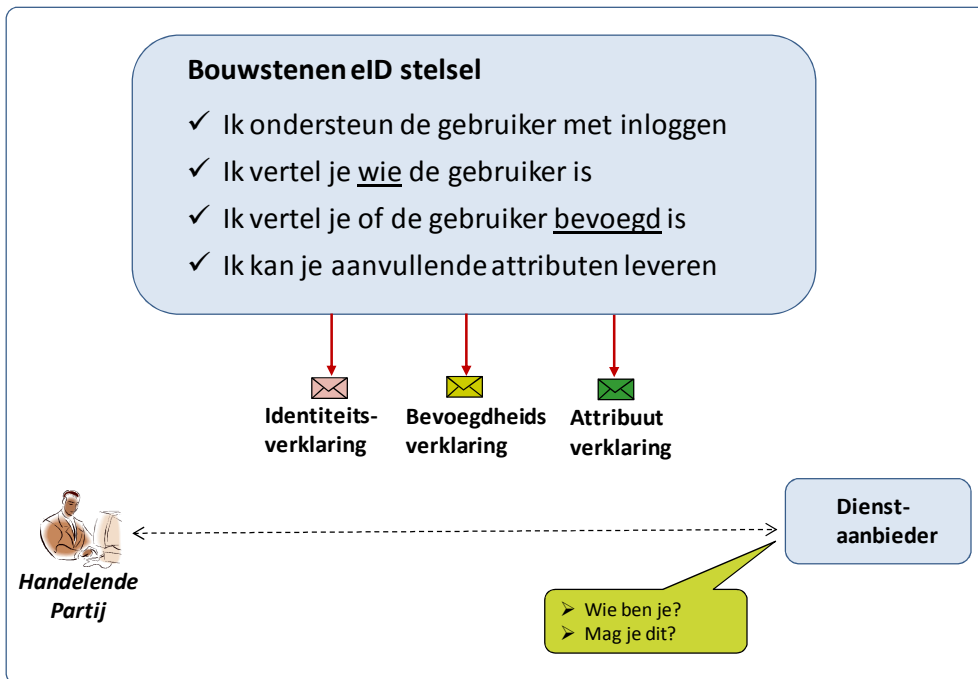 Bouwstenen eID stelsel
✓ Ik ondersteun de gebruiker met inloggen
✓ Ik vertel je wie de gebruiker is
✓ Ik vertel je of de gebruiker bevoegd is
✓ Ik kan je aanvullende attributen leveren
Identiteits-
verklaring
Bevoegdheids
verklaring
Attribuut
verklaring
Handelende
Partij
Dienst-
aanbieder
➢ Wie ben je?
➢ Mag je dit?